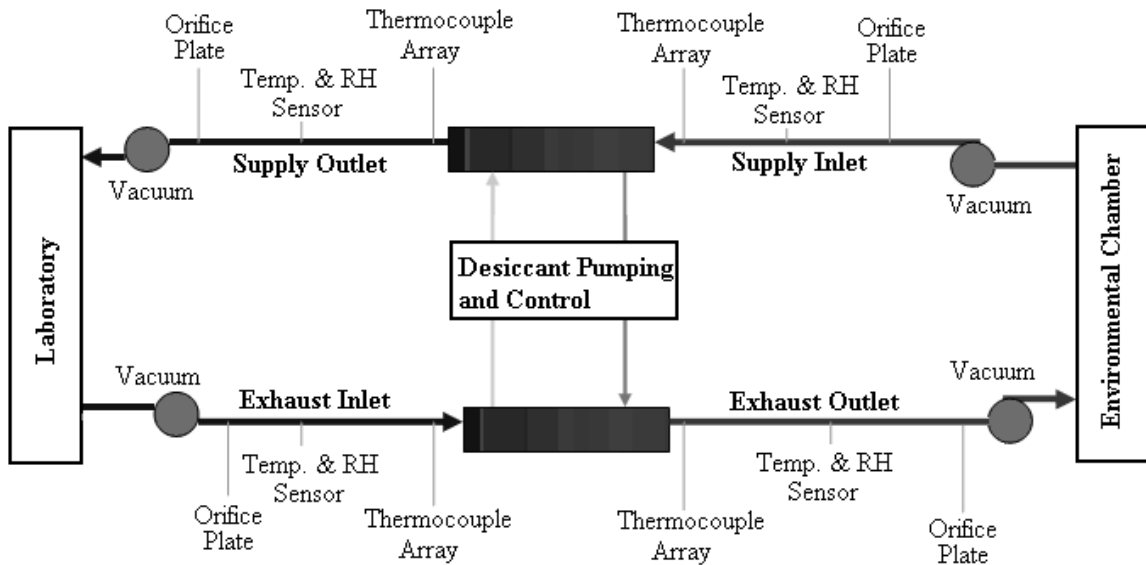 Orifice
Plate
Thermocouple
Array
Temp. & RH
Sensor
Thermocouple
Array
Orifice
Plate
Temp. & RH
Sensor
Supply Outlet
Supply Inlet
Vacuum
Vacuum
Laboratory
Desiccant Pumping
and Control
Environmental Chamber
Vacuum
Exhaust Inlet
Exhaust Outlet
Vacuum
Temp. & RH
Sensor
Orifice
Plate
Thermocouple
Array
Temp. & RH
Sensor
Thermocouple
Array
Orifice
Plate